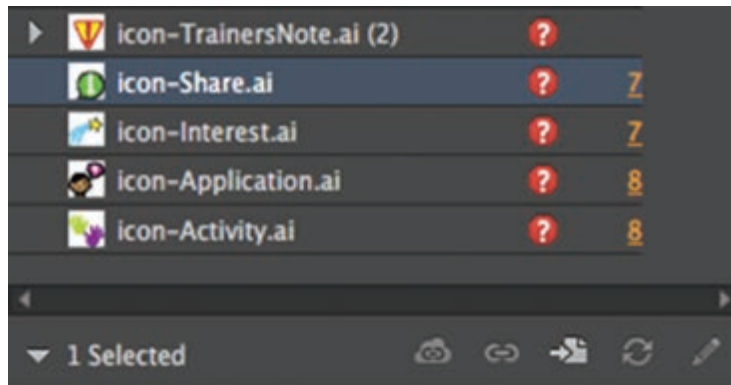 icon-TrainersNote.ai (2) ?
icon-Share.ai ? 7
icon-Interest.ai ? 7
icon-Application.ai ? 8
icon-Activity.ai ? 8
1 Selected